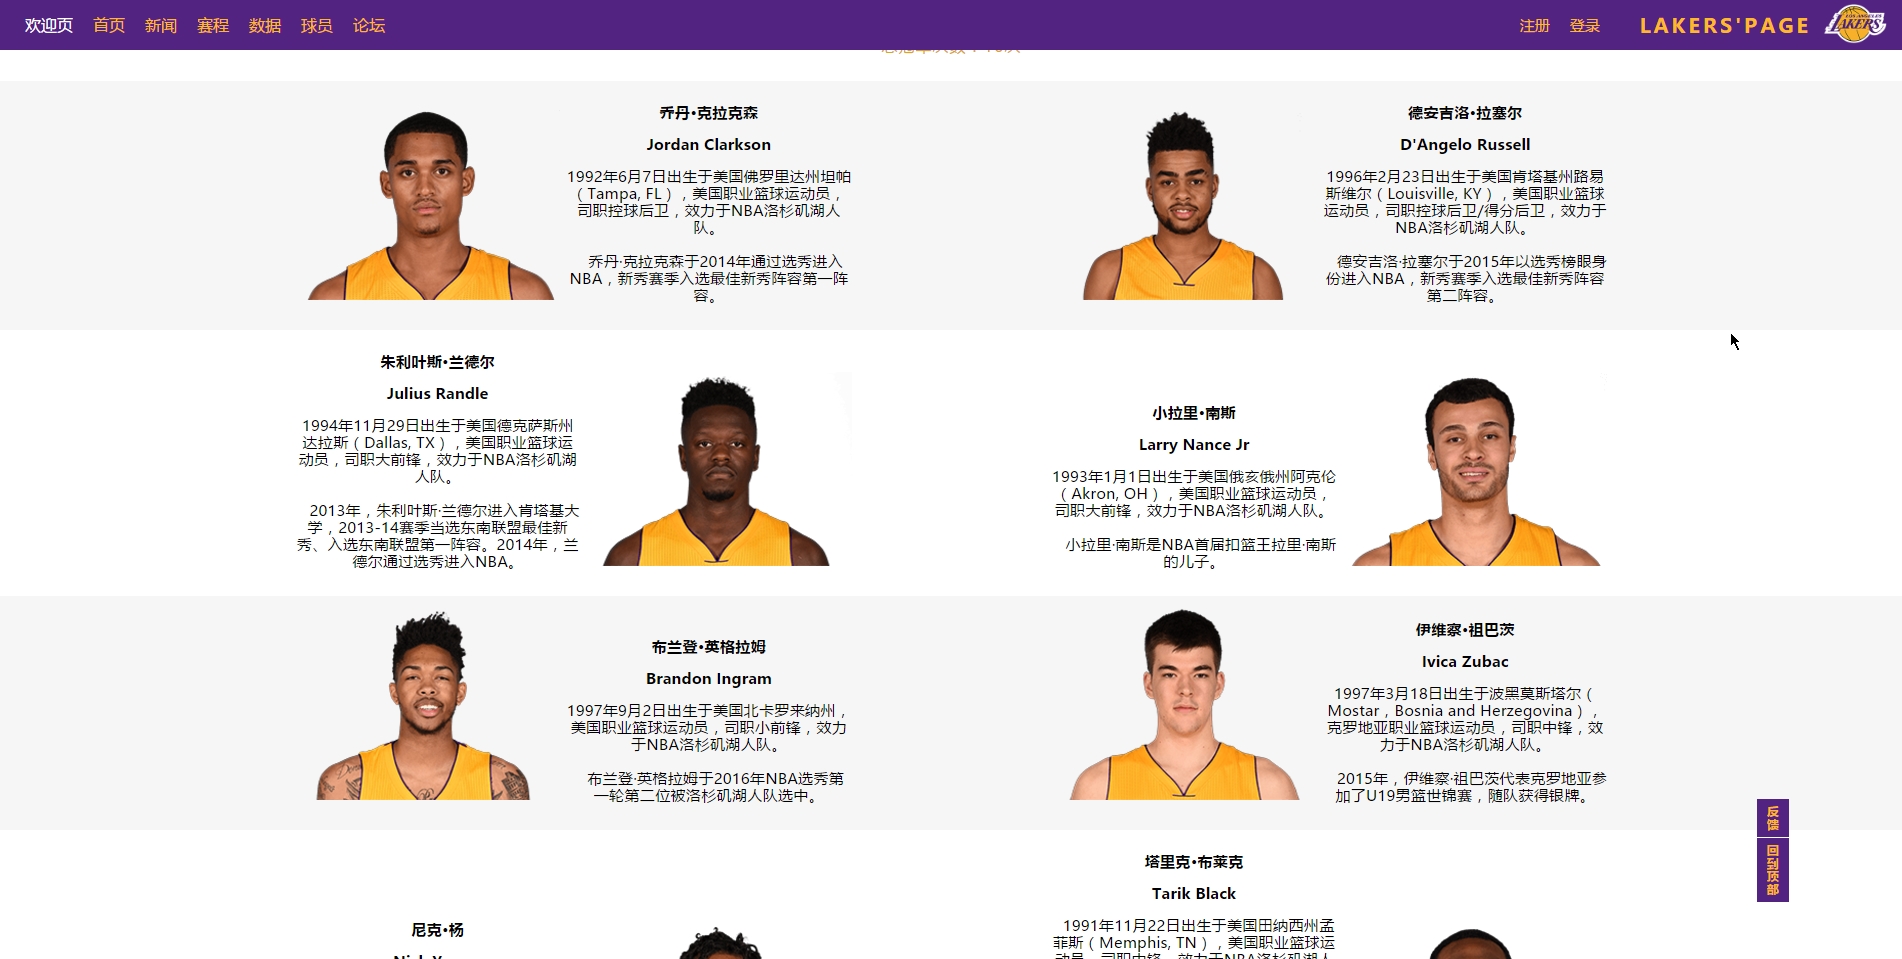 欢迎页 首页 新闻 赛程 数据 球员 论坛 注册 登录 LAKERS'PAGE
LOS ANGELES
LAKERS
乔丹•克拉克森
Jordan Clarkson
1992年6月7日出生于美国佛罗里达州坦帕
（Tampa, FL），美国职业篮球运动员，
司职控球后卫，效力于NBA洛杉矶湖人
队。
乔丹·克拉克森于2014年通过选秀进入
NBA，新秀赛季入选最佳新秀阵容第一阵
容。
德安吉洛•拉塞尔
D'Angelo Russell
1996年2月23日出生于美国肯塔基州路易
斯维尔（Louisville, KY），美国职业篮球
运动员，司职控球后卫/得分后卫，效力于
NBA洛杉矶湖人队。
德安吉洛·拉塞尔于2015年以选秀榜眼身
份进入NBA，新秀赛季入选最佳新秀阵容
第二阵容。
朱利叶斯•兰德尔
Julius Randle
1994年11月29日出生于美国德克萨斯州
达拉斯（Dallas, TX），美国职业篮球运
动员，司职大前锋，效力于NBA洛杉矶湖
人队。
2013年，朱利叶斯·兰德尔进入肯塔基大
学，2013-14赛季当选东南联盟最佳新
秀、入选东南联盟第一阵容。2014年，兰
德尔通过选秀进入NBA。
小拉里•南斯
Larry Nance Jr
1993年1月1日出生于美国俄亥俄州阿克伦
（Akron, OH），美国职业篮球运动员，
司职大前锋，效力于NBA洛杉矶湖人队。
小拉里·南斯是NBA首届扣篮王拉里·南斯
的儿子。
布兰登•英格拉姆
Brandon Ingram
1997年9月2日出生于美国北卡罗来纳州，
美国职业篮球运动员，司职小前锋，效力
于NBA洛杉矶湖人队。
布兰登·英格拉姆于2016年NBA选秀第
一轮第二位被洛杉矶湖人队选中。
伊维察•祖巴茨
Ivica Zubac
1997年3月18日出生于波黑莫斯塔尔（
Mostar，Bosnia and Herzegovina），
克罗地亚职业篮球运动员，司职中锋，效
力于NBA洛杉矶湖人队。
2015年，伊维察·祖巴茨代表克罗地亚参
加了U19男篮世锦赛，随队获得银牌。
反馈
回到顶部
尼克•杨
塔里克•布莱克
Tarik Black
1991年11月22日出生于美国田纳西州孟
菲斯（Memphis, TN），美国职业篮球运